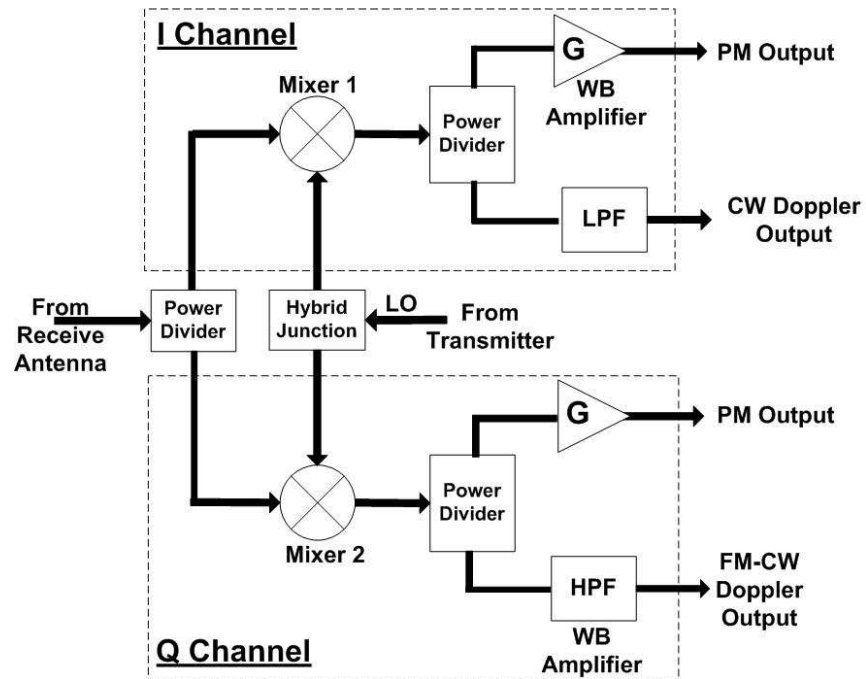 I Channel
Mixer 1
G
PM Output
WB
Amplifier
Power
Divider
LPF
CW Doppler
Output
From
Receive
Antenna
Power
Divider
Hybrid
Junction
LO
From
Transmitter
G
PM Output
Power
Divider
Mixer 2
HPF
FM-CW
Doppler
Output
WB
Amplifier
Q Channel